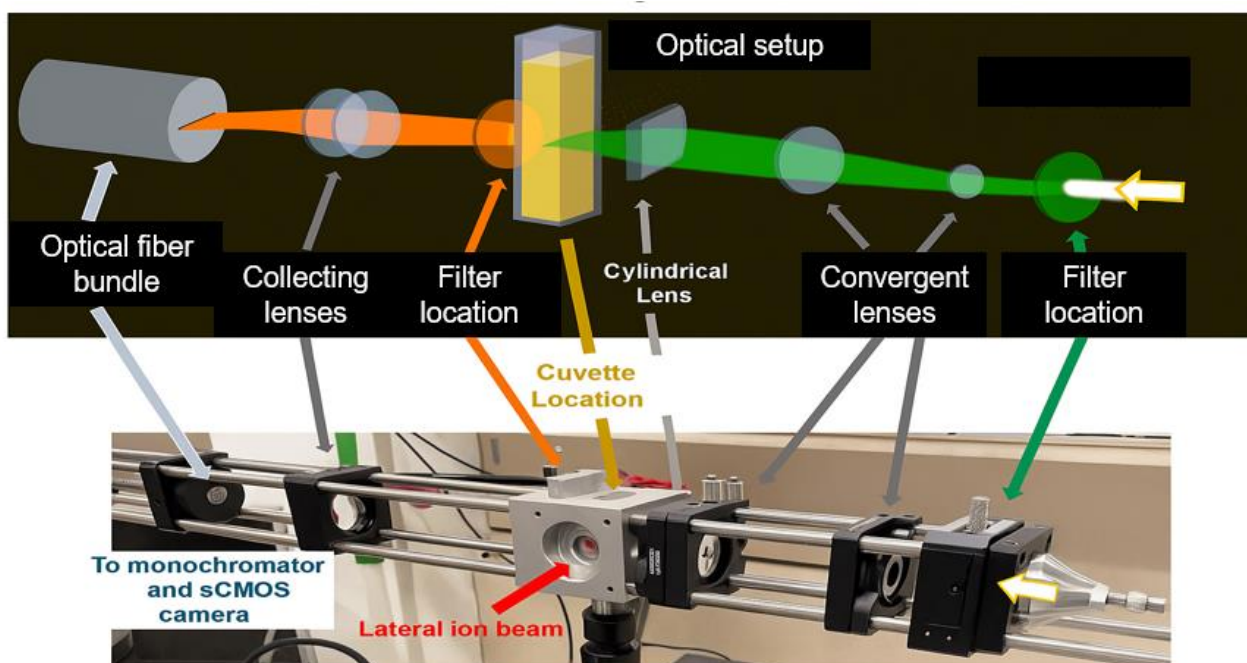 Optical setup
Optical fiber
bundle
Collecting
lenses
Filter
location
Cylindrical
Lens
Convergent
lenses
Filter
location
Cuvette
Location
To monochromator
and sCMOS
camera
Lateral ion beam